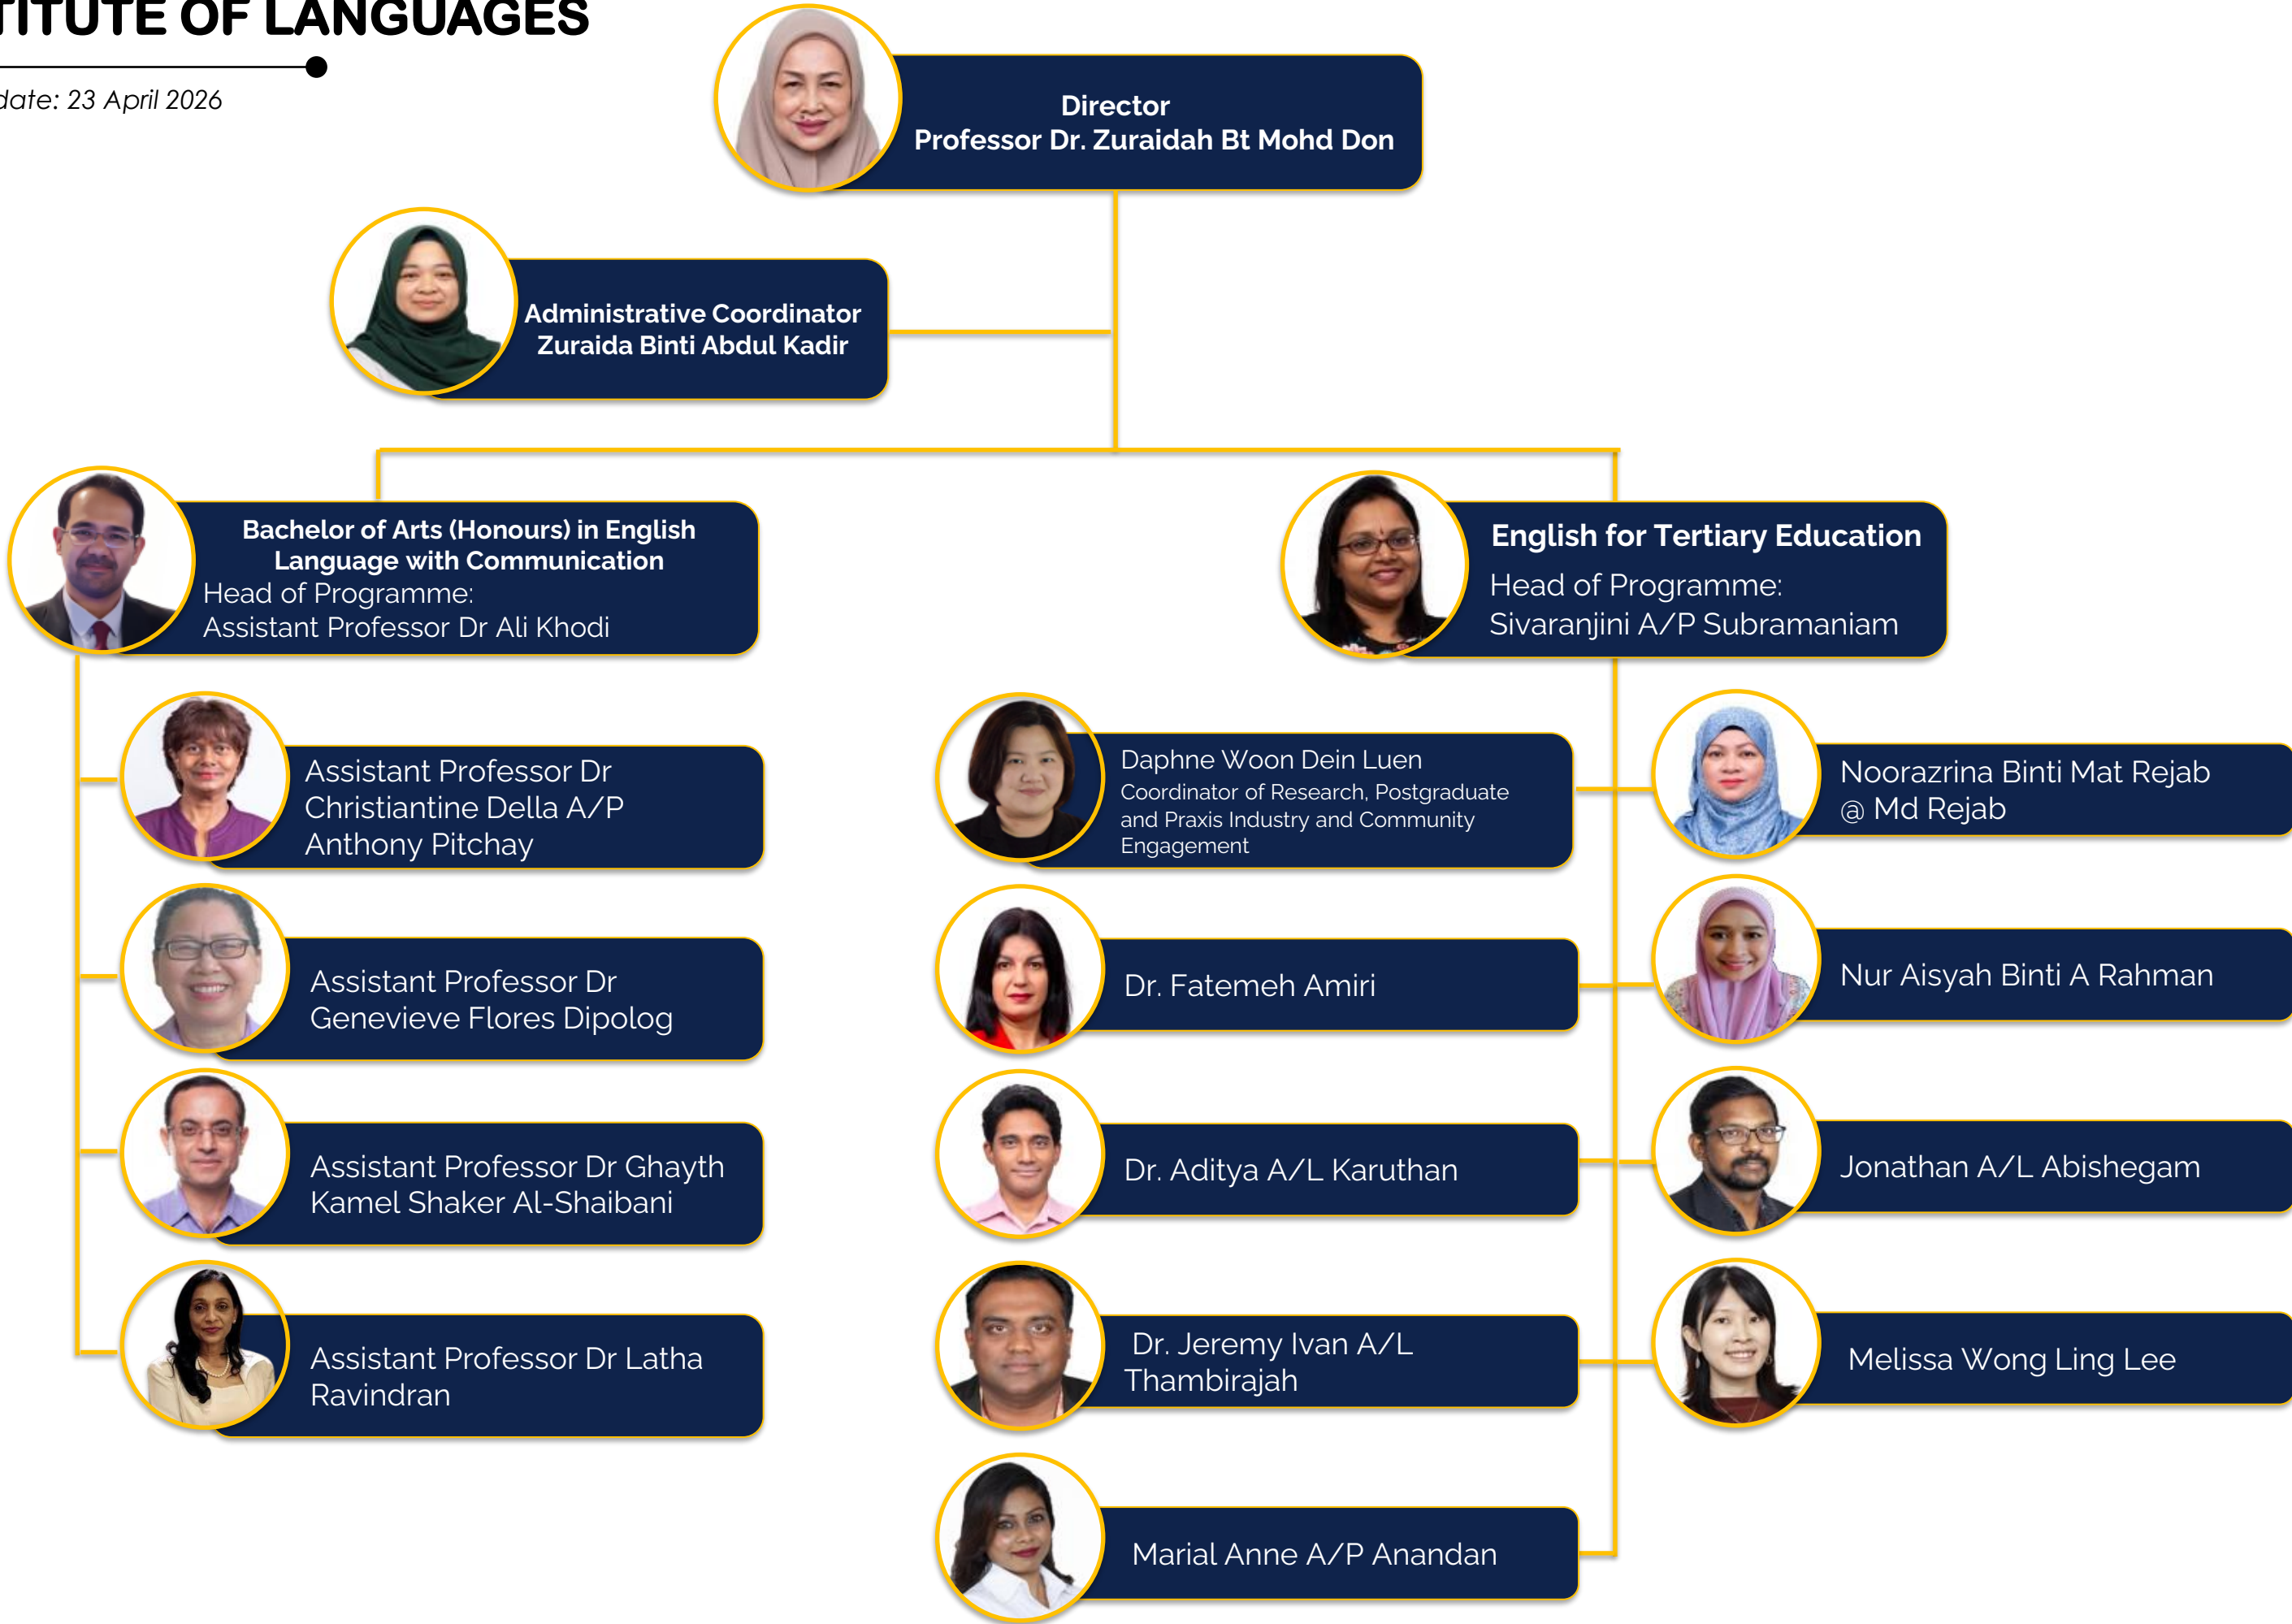 OF LANGUAGES
23 April 2026
Director
Professor Dr. Zuraidah Bt Mohd Don
Administrative Coordinator
Zuraida Binti Abdul Kadir
Bachelor of Arts (Honours) in English
Language with Communication
Head of Programme:
Assistant Professor Dr Ali Khodi
English for Tertiary Education
Head of Programme:
Sivaranjini A/P Subramaniam
Assistant Professor Dr
Christiantine Della A/P
Anthony Pitchay
Assistant Professor Dr
Genevieve Flores Dipolog
Assistant Professor Dr Ghayth
Kamel Shaker Al-Shaibani
Assistant Professor Dr Latha
Ravindran
Daphne Woon Dein Luen
Coordinator of Research, Postgraduate
and Praxis Industry and Community
Engagement
Dr. Fatemeh Amiri
Dr. Aditya A/L Karuthan
Dr. Jeremy Ivan A/L
Thambirajah
Marial Anne A/P Anandan
Noorazrina Binti Mat Rejab
@ Md Rejab
Nur Aisyah Binti A Rahman
Jonathan A/L Abishegam
Melissa Wong Ling Lee